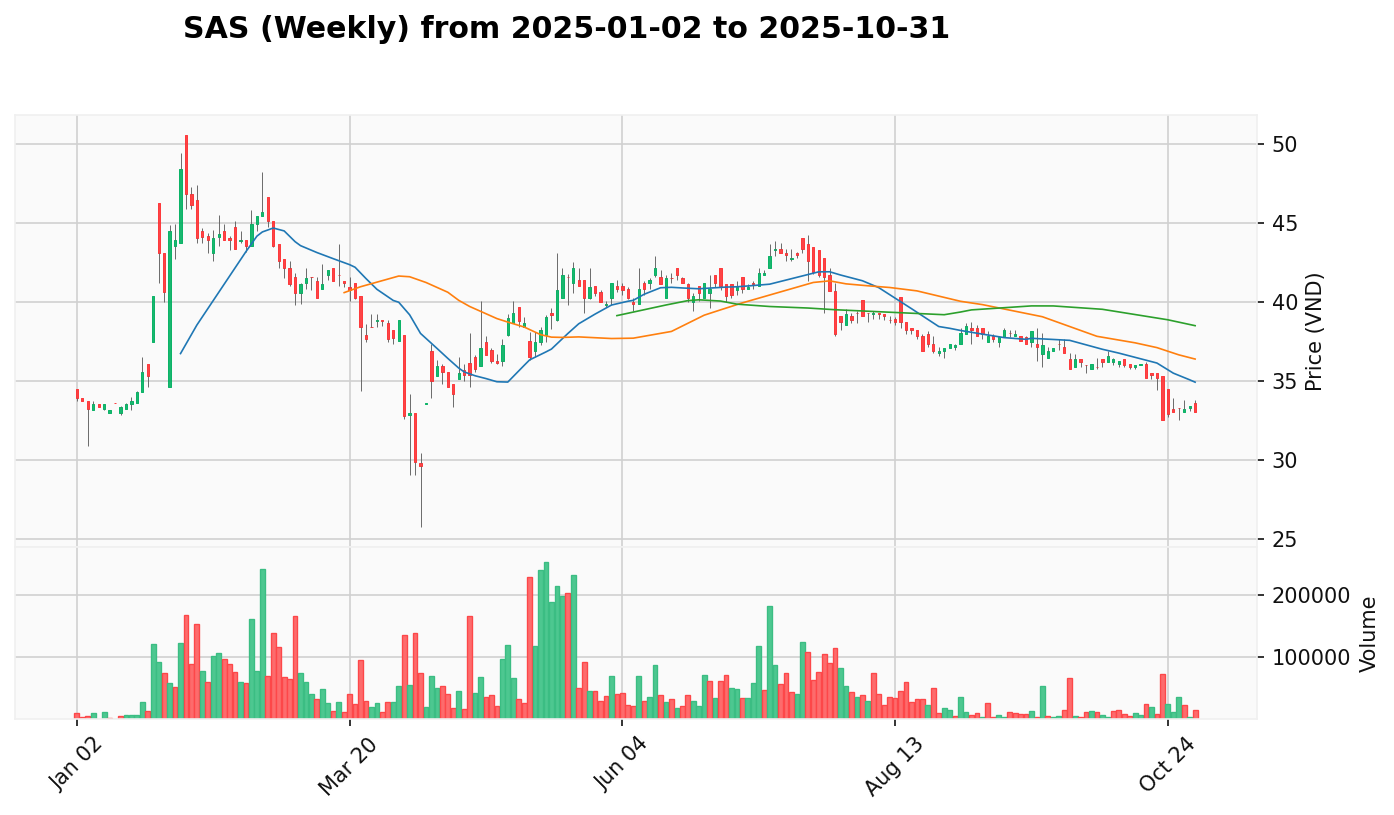 SAS (Weekly) from 2025-01-02 to 2025-10-31
50
45
40
35
30
25
Price (VND)
200000
100000
Volume
Jan 02
Mar 20
Jun 04
Aug 13
Oct 24